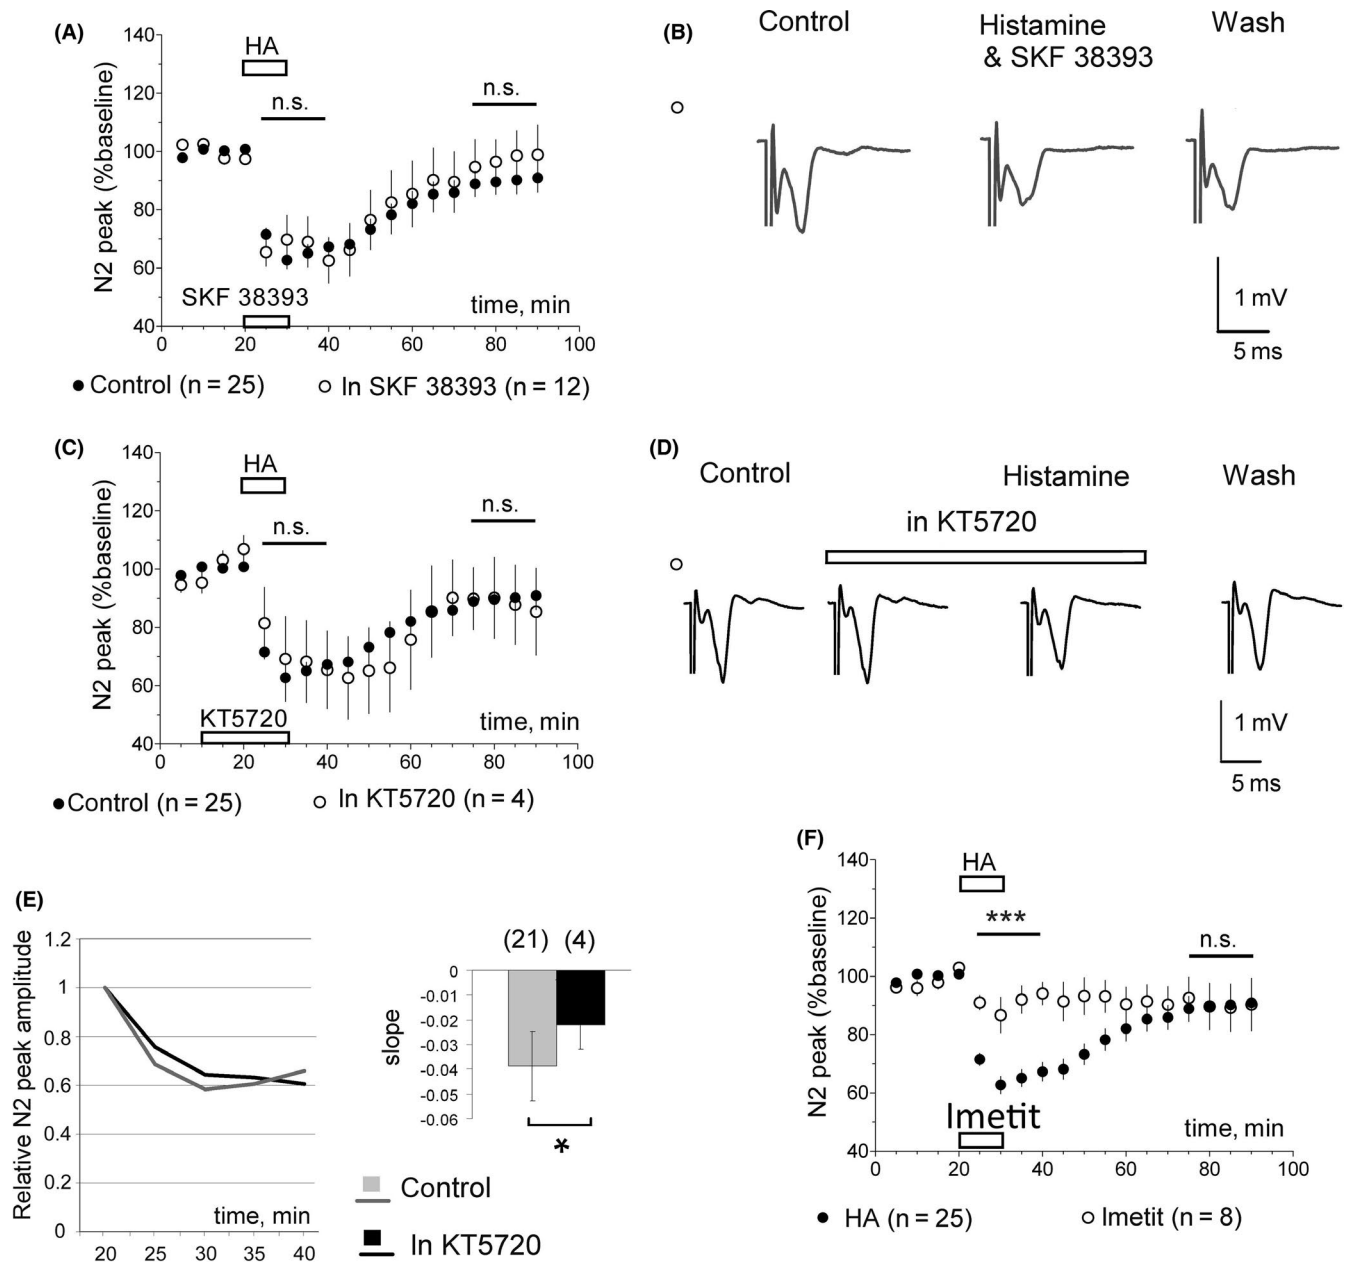 (A)
N2 peak (%baseline)
140
120
100
80
60
40
HA
n.s.
n.s.
SKF 38393
time, min
0
20
40
60
80
100
Control (n = 25)
In SKF 38393 (n = 12)
(B)
Control
Histamine
& SKF 38393
Wash
1 mV
5 ms
(C)
N2 peak (%baseline)
140
120
100
80
60
40
HA
n.s.
n.s.
KT5720
time, min
0
20
40
60
80
100
Control (n = 25)
In KT5720 (n = 4)
(D)
Control
Histamine
Wash
in KT5720
1 mV
5 ms
(E)
Relative N2 peak amplitude
1.2
1
0.8
0.6
0.4
0.2
0
time, min
20
25
30
35
40
(21)
(4)
slope
0
-0.01
-0.02
-0.03
-0.04
-0.05
-0.06
*
Control
In KT5720
(F)
N2 peak (%baseline)
140
120
100
80
60
40
HA
***
n.s.
Imetit
time, min
0
20
40
60
80
100
HA (n = 25)
Imetit (n = 8)